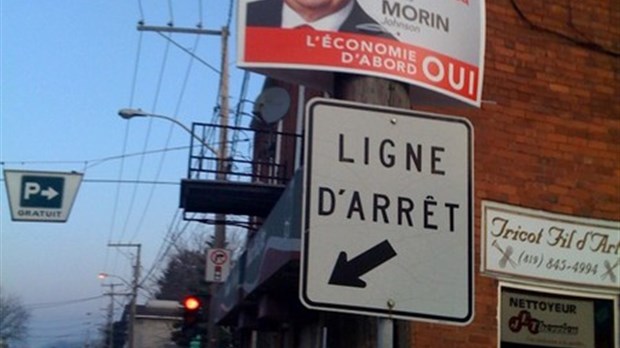 MORIN
Johnson
L'ÉCONOMIE
D'ABORD OUI
LIGNE
D'ARRÊT
P
GRATUIT
Tricot Fil d'Art
(819) 845-4994
NETTOYEUR